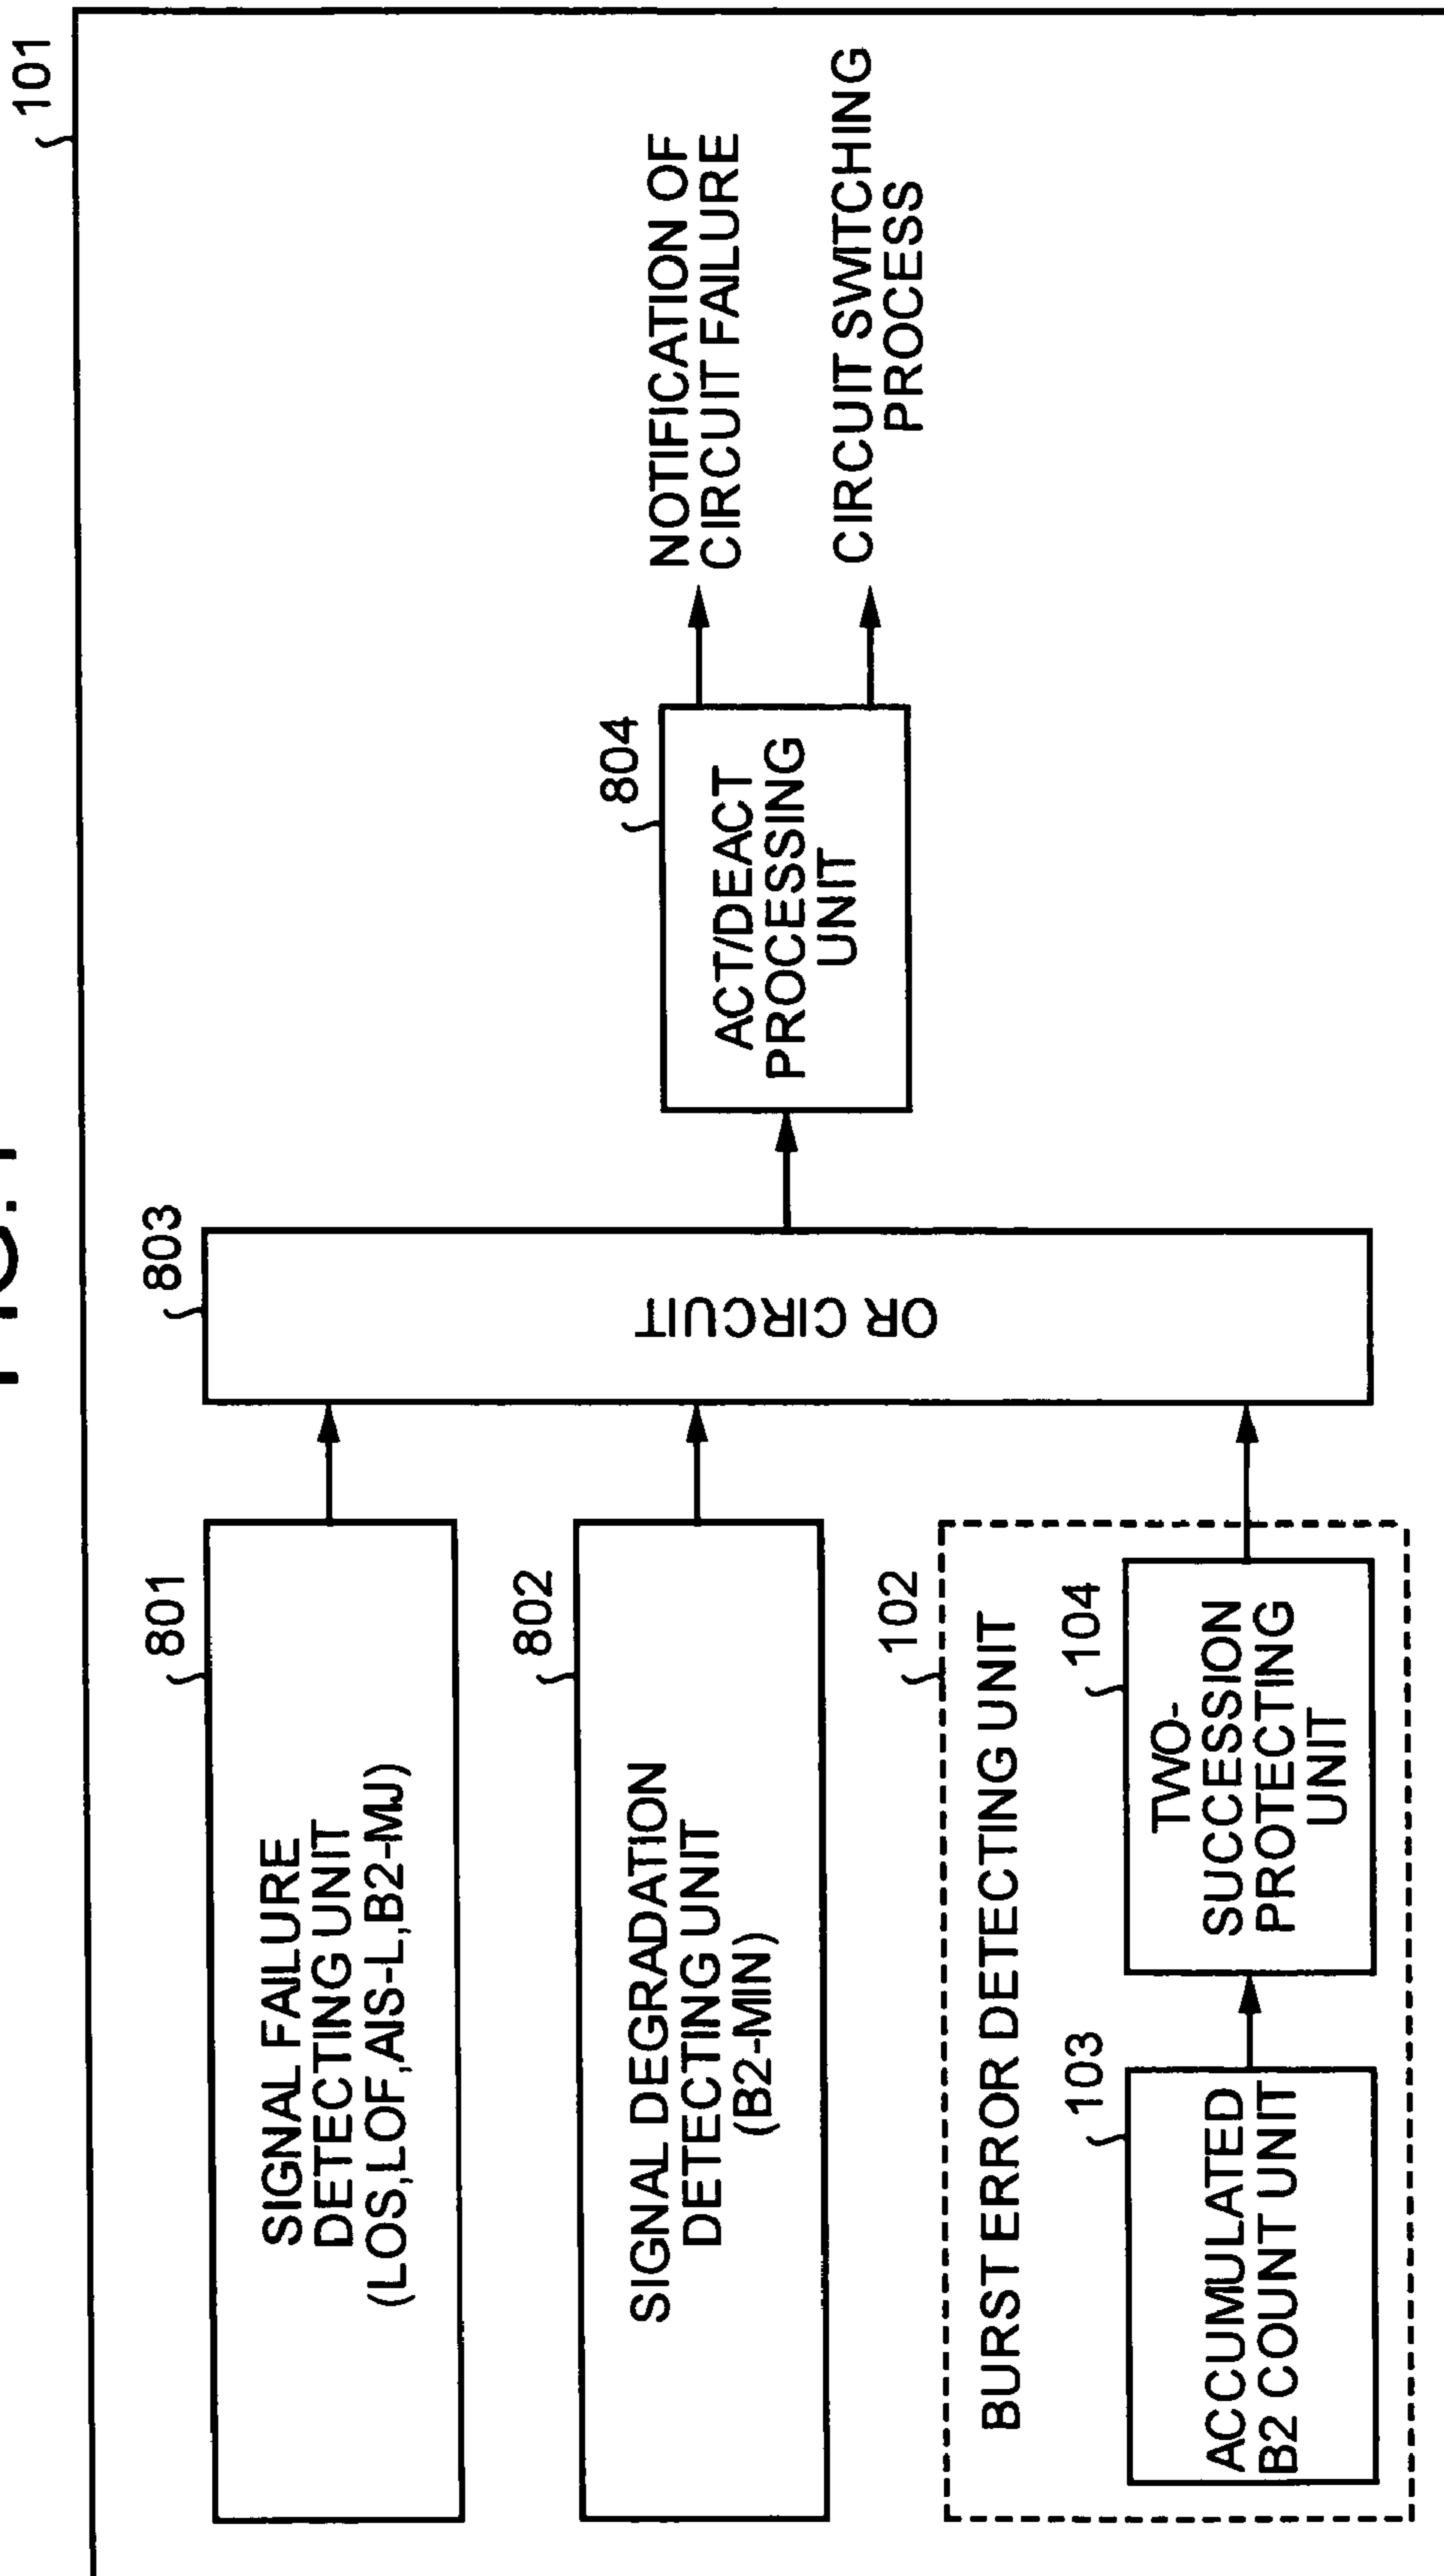 101
801
SIGNAL FAILURE
DETECTING UNIT
(LOS,LOF,AIS-L,B2-MJ)
802
SIGNAL DEGRADATION
DETECTING UNIT
(B2-MIN)
102
BURST ERROR DETECTING UNIT
103
ACCUMULATED
B2 COUNT UNIT
104
TWO-
SUCCESSION
PROTECTING
UNIT
803
OR CIRCUIT
804
ACT/DEACT
PROCESSING
UNIT
NOTIFICATION OF
CIRCUIT FAILURE
CIRCUIT SWITCHING
PROCESS